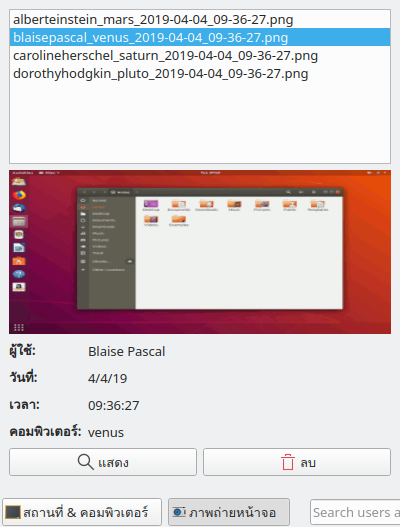 alberteinstein_mars_2019-04-04_09-36-27.png
blaisepascal_venus_2019-04-04_09-36-27.png
carolineherschel_saturn_2019-04-04_09-36-27.png
dorothyhodgkin_pluto_2019-04-04_09-36-27.png
ผู้ใช้: Blaise Pascal
วันที่: 4/4/19
เวลา: 09:36:27
คอมพิวเตอร์: venus
แสดง ลบ
สถานที่ & คอมพิวเตอร์ ภาพถ่ายหน้าจอ Search users a